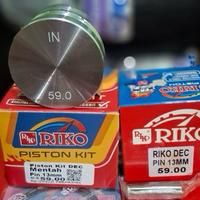 IN
59.0
RIKO
PISTON KIT
Piston Kit DEC
Mentah
Pin 13mm
59.00
RIKO
RIKO DEC
PIN 13MM
59.00